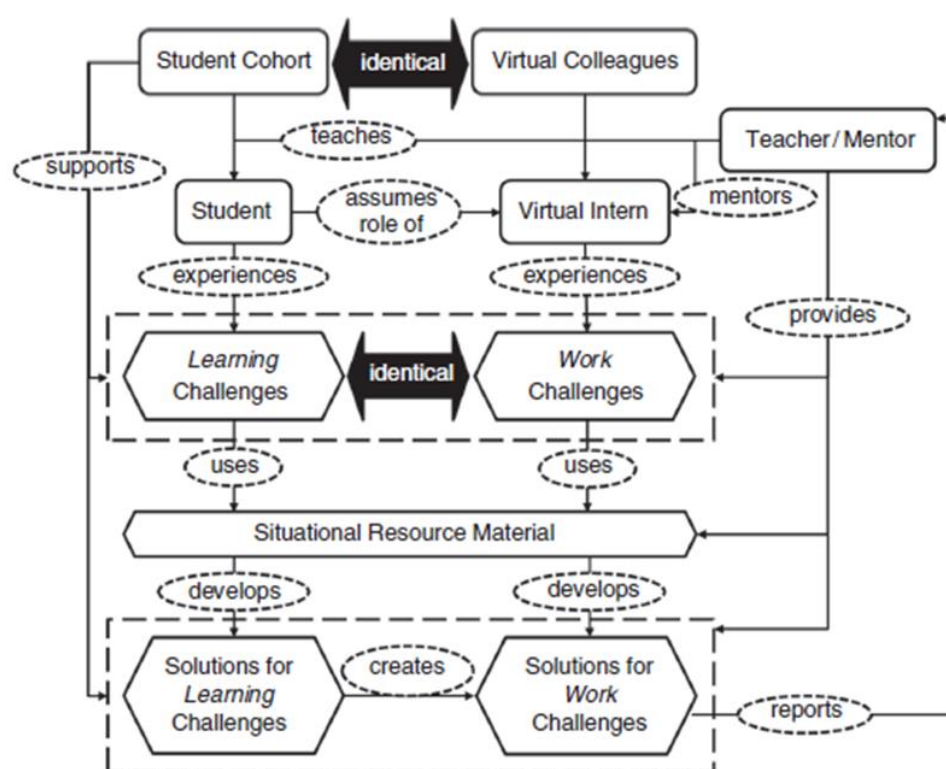 Student Cohort
identical
Virtual Colleagues
teaches
Teacher / Mentor
supports
Student
assumes
role of
Virtual Intern
mentors
experiences
experiences
provides
Learning
Challenges
identical
Work
Challenges
uses
uses
Situational Resource Material
develops
develops
Solutions for
Learning
Challenges
creates
Solutions for
Work
Challenges
reports